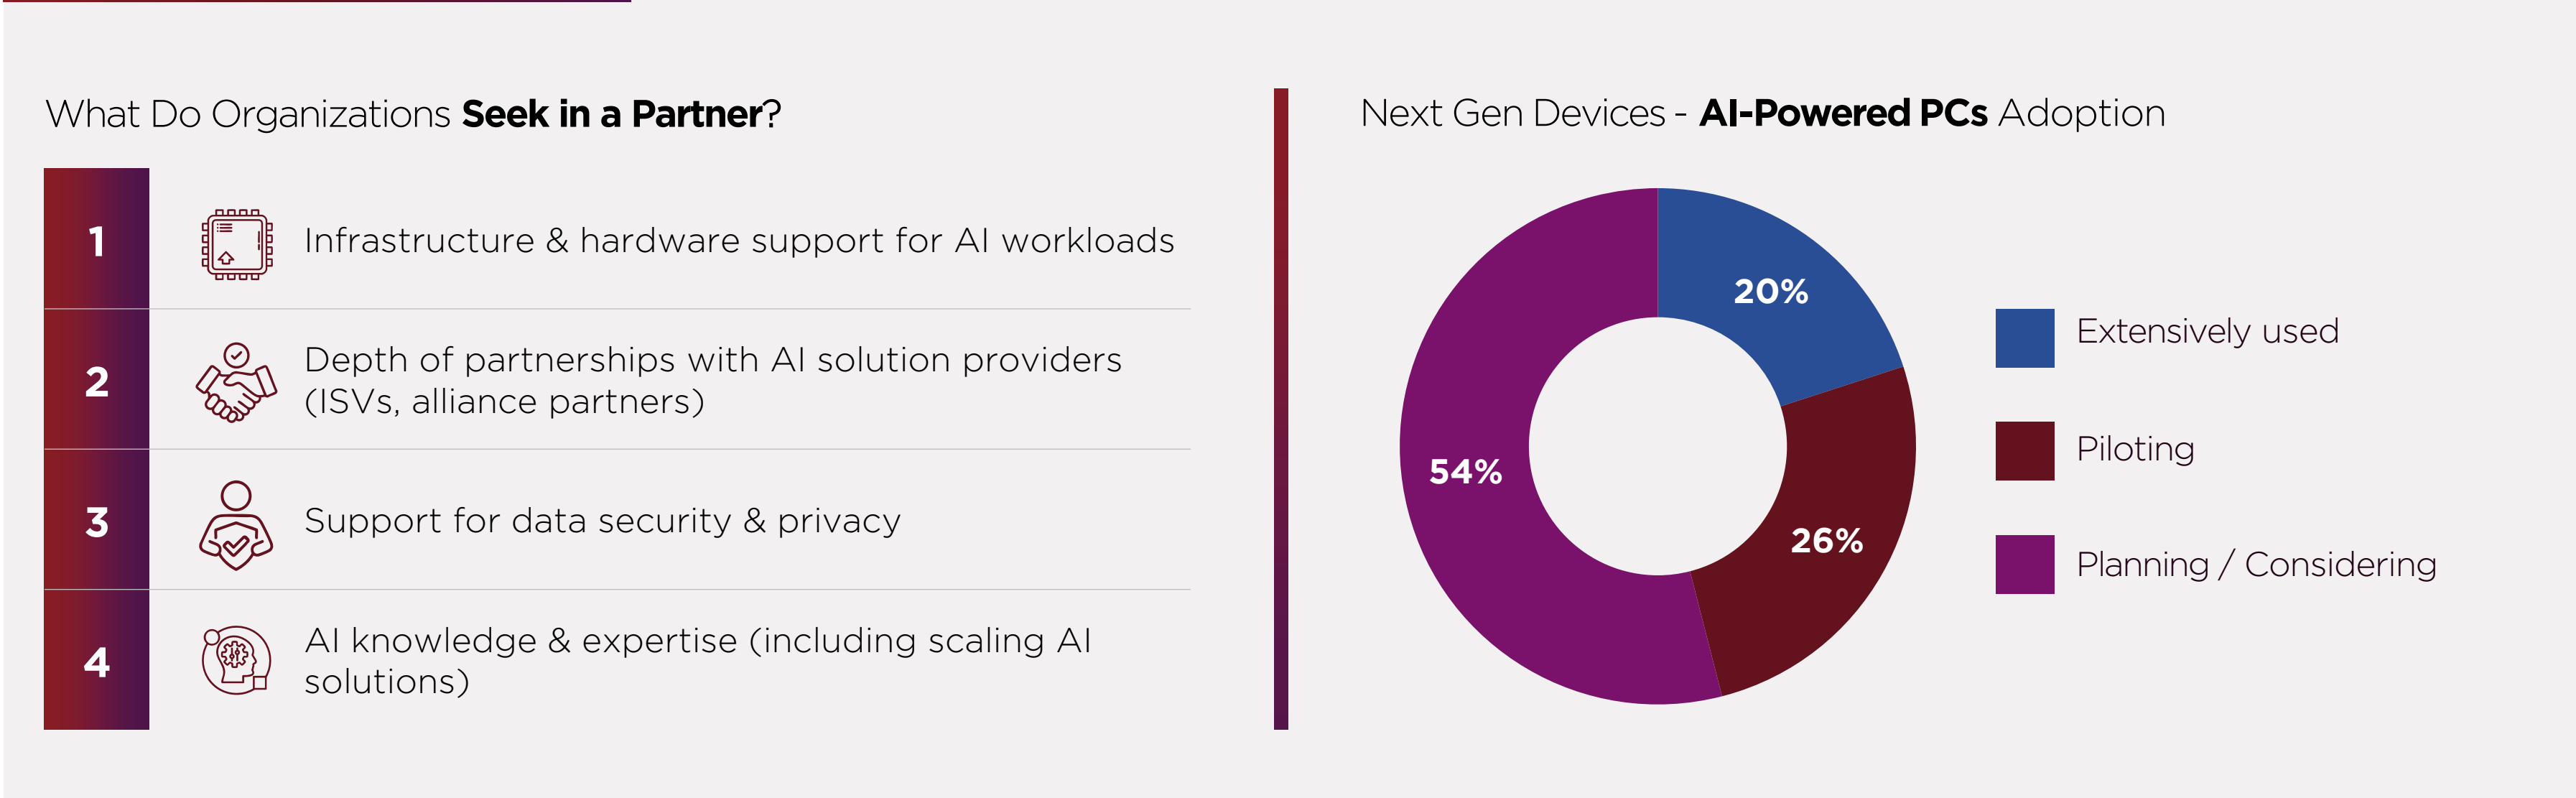 What Do Organizations Seek in a Partner?
1
Infrastructure & hardware support for AI workloads
2
Depth of partnerships with AI solution providers
(ISVs, alliance partners)
3
Support for data security & privacy
4
AI knowledge & expertise (including scaling AI
solutions)
Next Gen Devices - AI-Powered PCs Adoption
20%
54%
26%
Extensively used
Piloting
Planning / Considering